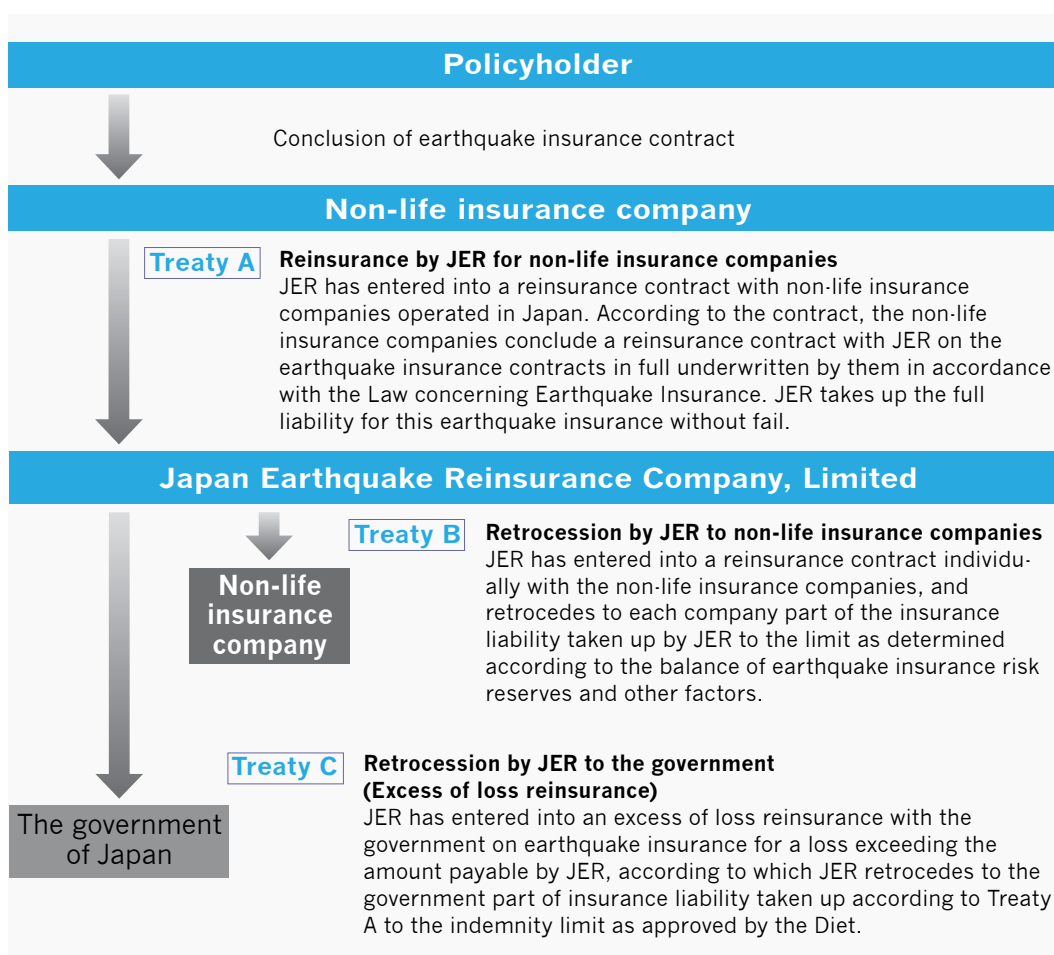 Policyholder
Conclusion of earthquake insurance contract
Non-life insurance company
Treaty A
Reinsurance by JER for non-life insurance companies
JER has entered into a reinsurance contract with non-life insurance
companies operated in Japan. According to the contract, the non-life
insurance companies conclude a reinsurance contract with JER on the
earthquake insurance contracts in full underwritten by them in accordance
with the Law concerning Earthquake Insurance. JER takes up the full
liability for this earthquake insurance without fail.
Japan Earthquake Reinsurance Company, Limited
Treaty B
Retrocession by JER to non-life insurance companies
JER has entered into a reinsurance contract individu-
ally with the non-life insurance companies, and
retrocedes to each company part of the insurance
liability taken up by JER to the limit as determined
according to the balance of earthquake insurance risk
reserves and other factors.
Non-life
insurance
company
Treaty C
Retrocession by JER to the government
(Excess of loss reinsurance)
JER has entered into an excess of loss reinsurance with the
government on earthquake insurance for a loss exceeding the
amount payable by JER, according to which JER retrocedes to the
government part of insurance liability taken up according to Treaty
A to the indemnity limit as approved by the Diet.
The government
of Japan